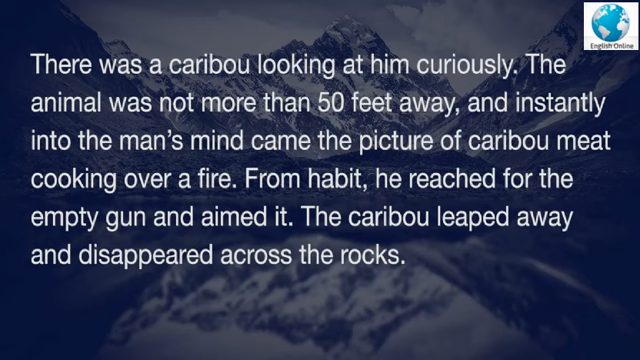 English Online
There was a caribou looking at him curiously. The
animal was not more than 50 feet away, and instantly
into the man’s mind came the picture of caribou meat
cooking over a fire. From habit, he reached for the
empty gun and aimed it. The caribou leaped away
and disappeared across the rocks.